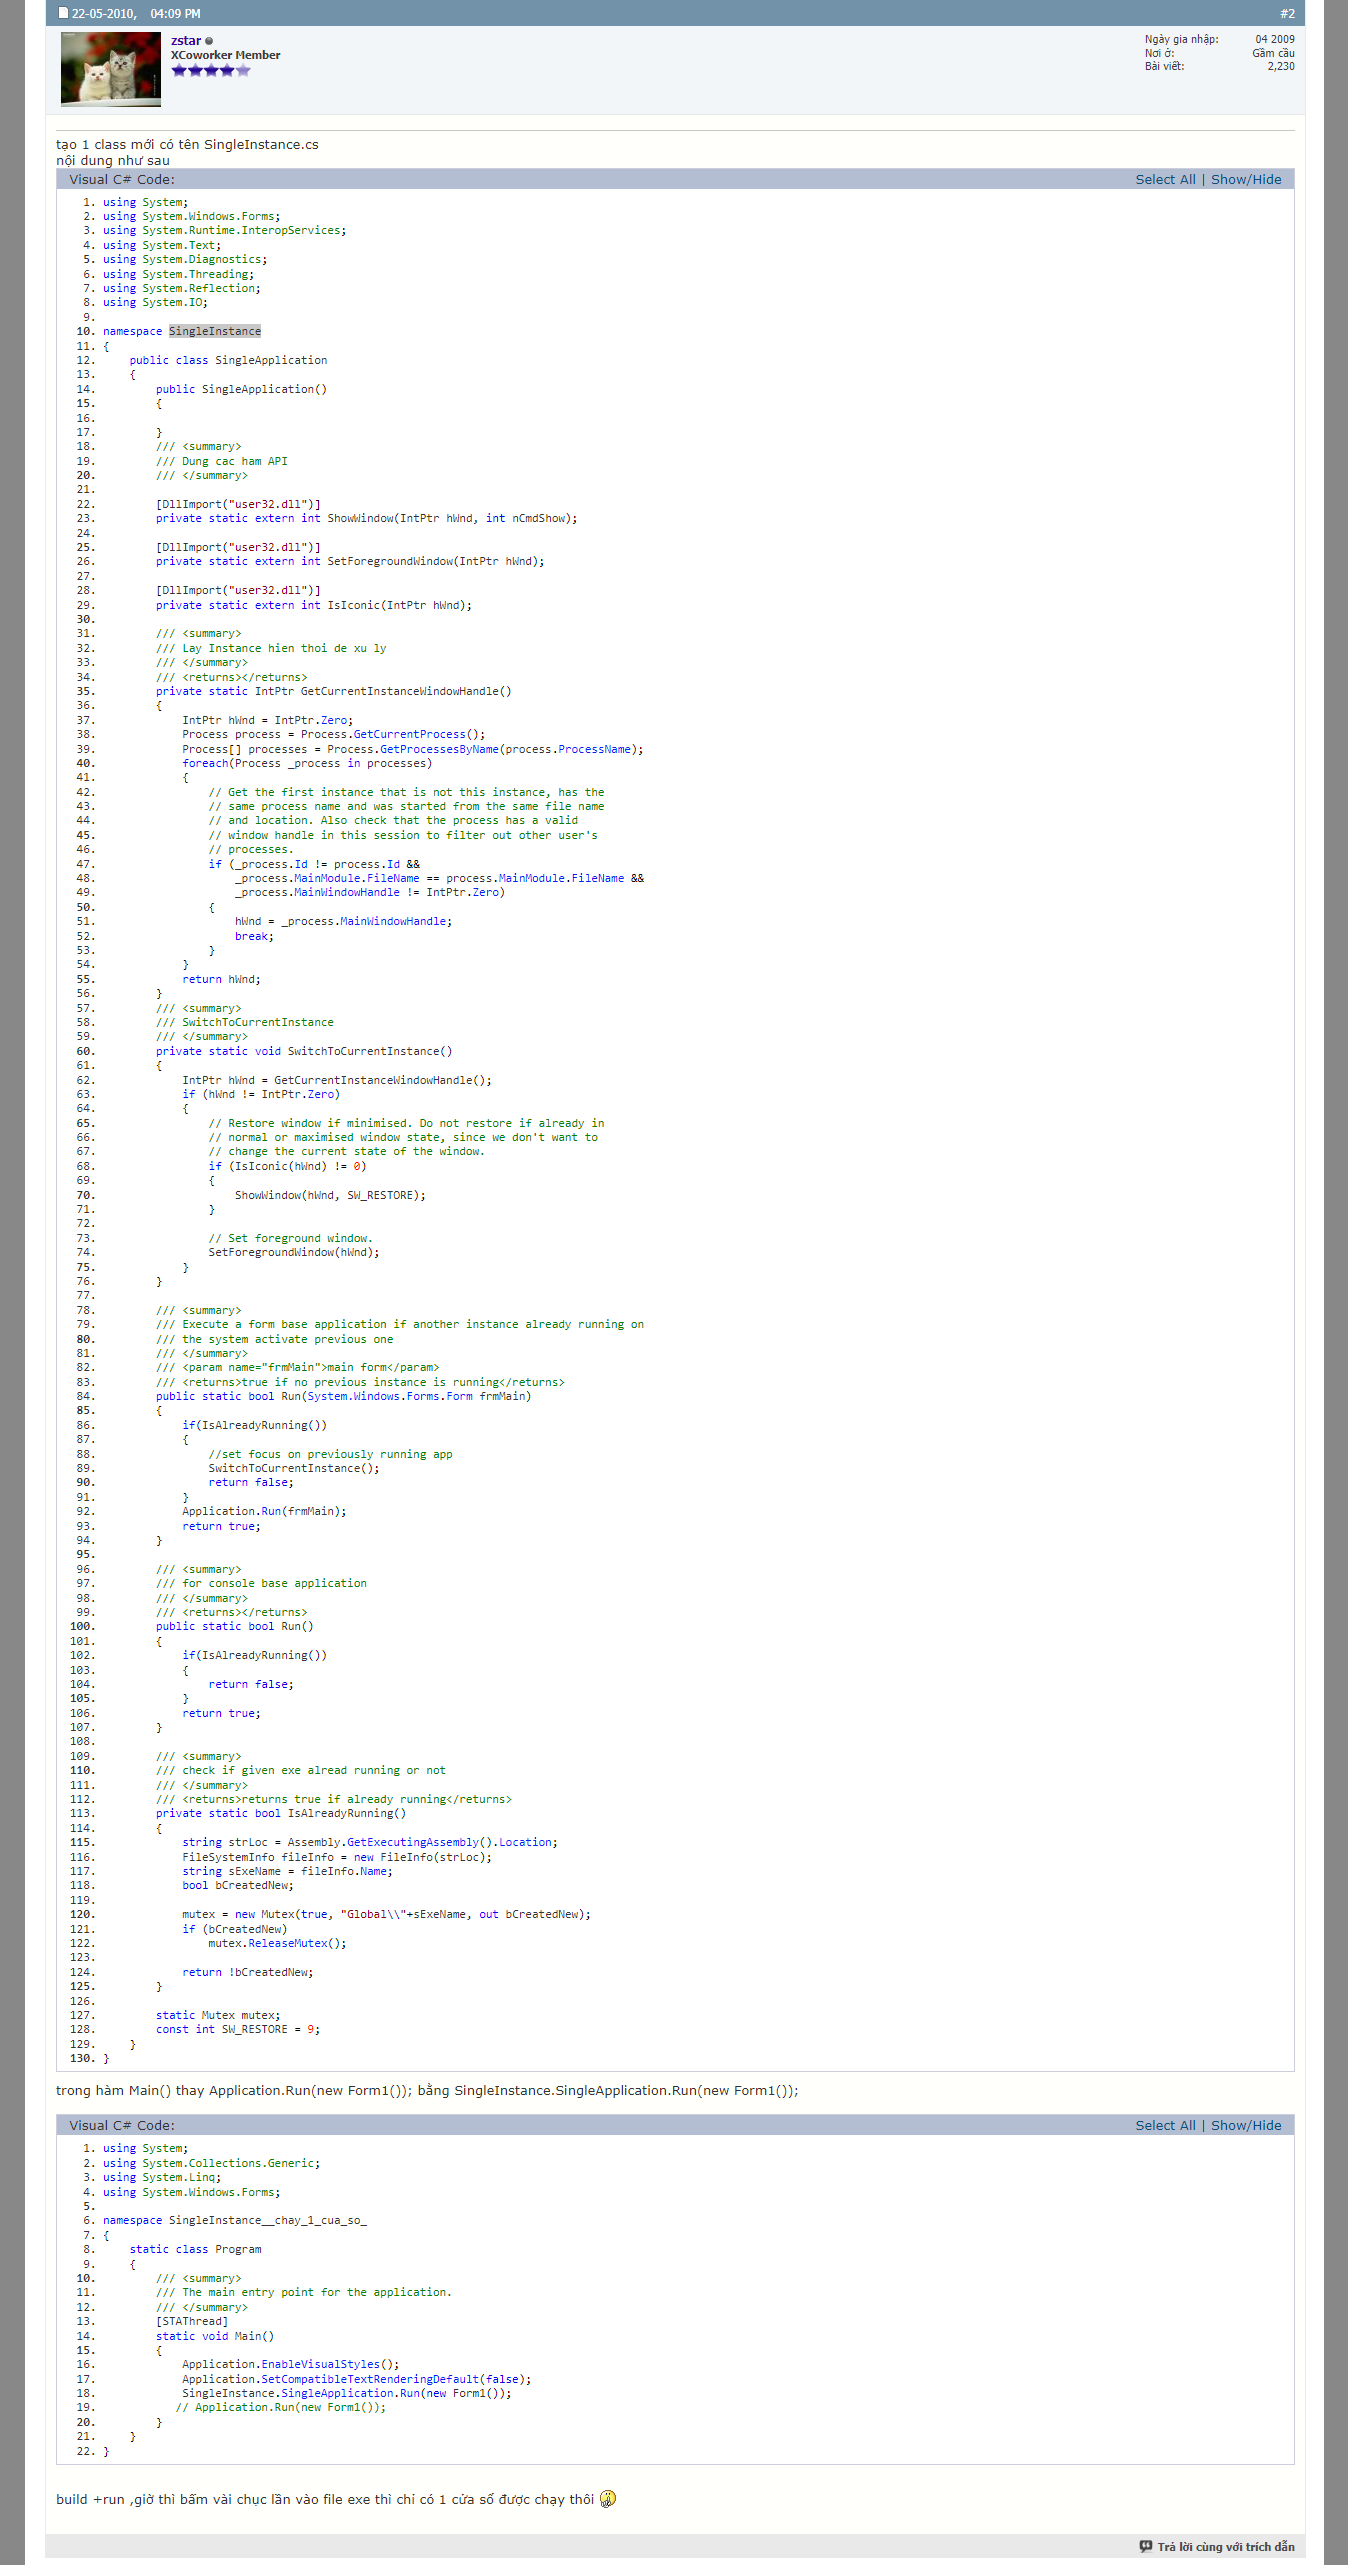 22-05-2010, 04:09 PM #2
zstar
XCoworker Member
Ngày gia nhập: 04 2009
Nơi ở: Gầm cầu
Bài viết: 2,230
tạo 1 class mới có tên SingleInstance.cs
nội dung như sau
Visual C# Code: Select All | Show/Hide
1. using System;
2. using System.Windows.Forms;
3. using System.Runtime.InteropServices;
4. using System.Text;
5. using System.Diagnostics;
6. using System.Threading;
7. using System.Reflection;
8. using System.IO;
9.
10. namespace SingleInstance
11. {
12. public class SingleApplication
13. {
14. public SingleApplication()
15. {
16.
17. }
18. /// <summary>
19. /// Dung cac ham API
20. /// </summary>
21.
22. [DllImport("user32.dll")]
23. private static extern int ShowWindow(IntPtr hWnd, int nCmdShow);
24.
25. [DllImport("user32.dll")]
26. private static extern int SetForegroundWindow(IntPtr hWnd);
27.
28. [DllImport("user32.dll")]
29. private static extern int IsIconic(IntPtr hWnd);
30.
31. /// <summary>
32. /// Lay Instance hien thoi de xu ly
33. /// </summary>
34. /// <returns></returns>
35. private static IntPtr GetCurrentInstanceWindowHandle()
36. {
37. IntPtr hWnd = IntPtr.Zero;
38. Process process = Process.GetCurrentProcess();
39. Process[] processes = Process.GetProcessesByName(process.ProcessName);
40. foreach(Process _process in processes)
41. {
42. // Get the first instance that is not this instance, has the
43. // same process name and was started from the same file name
44. // and location. Also check that the process has a valid
45. // window handle in this session to filter out other user's
46. // processes.
47. if (_process.Id != process.Id &&
48. _process.MainModule.FileName == process.MainModule.FileName &&
49. _process.MainWindowHandle != IntPtr.Zero)
50. {
51. hWnd = _process.MainWindowHandle;
52. break;
53. }
54. }
55. return hWnd;
56. }
57. /// <summary>
58. /// SwitchToCurrentInstance
59. /// </summary>
60. private static void SwitchToCurrentInstance()
61. {
62. IntPtr hWnd = GetCurrentInstanceWindowHandle();
63. if (hWnd != IntPtr.Zero)
64. {
65. // Restore window if minimised. Do not restore if already in
66. // normal or maximised window state, since we don't want to
67. // change the current state of the window.
68. if (IsIconic(hWnd) != 0)
69. {
70. ShowWindow(hWnd, SW_RESTORE);
71. }
72.
73. // Set foreground window.
74. SetForegroundWindow(hWnd);
75. }
76. }
77.
78. /// <summary>
79. /// Execute a form base application if another instance already running on
80. /// the system activate previous one
81. /// </summary>
82. /// <param name="frmMain">main form</param>
83. /// <returns>true if no previous instance is running</returns>
84. public static bool Run(System.Windows.Forms.Form frmMain)
85. {
86. if(IsAlreadyRunning())
87. {
88. //set focus on previously running app
89. SwitchToCurrentInstance();
90. return false;
91. }
92. Application.Run(frmMain);
93. return true;
94. }
95.
96. /// <summary>
97. /// for console base application
98. /// </summary>
99. /// <returns></returns>
100. public static bool Run()
101. {
102. if(IsAlreadyRunning())
103. {
104. return false;
105. }
106. return true;
107. }
108.
109. /// <summary>
110. /// check if given exe alread running or not
111. /// </summary>
112. /// <returns>returns true if already running</returns>
113. private static bool IsAlreadyRunning()
114. {
115. string strLoc = Assembly.GetExecutingAssembly().Location;
116. FileSystemInfo fileInfo = new FileInfo(strLoc);
117. string sExeName = fileInfo.Name;
118. bool bCreatedNew;
119.
120. mutex = new Mutex(true, "Global\\"+sExeName, out bCreatedNew);
121. if (bCreatedNew)
122. mutex.ReleaseMutex();
123.
124. return !bCreatedNew;
125. }
126.
127. static Mutex mutex;
128. const int SW_RESTORE = 9;
129. }
130. }
trong hàm Main() thay Application.Run(new Form1()); bằng SingleInstance.SingleApplication.Run(new Form1());
Visual C# Code: Select All | Show/Hide
1. using System;
2. using System.Collections.Generic;
3. using System.Linq;
4. using System.Windows.Forms;
5.
6. namespace SingleInstance__chay_1_cua_so_
7. {
8. static class Program
9. {
10. /// <summary>
11. /// The main entry point for the application.
12. /// </summary>
13. [STAThread]
14. static void Main()
15. {
16. Application.EnableVisualStyles();
17. Application.SetCompatibleTextRenderingDefault(false);
18. SingleInstance.SingleApplication.Run(new Form1());
19. // Application.Run(new Form1());
20. }
21. }
22. }
build +run ,giờ thì bấm vài chục lần vào file exe thì chỉ có 1 cửa sổ được chạy thôi
Trả lời cùng với trích dẫn